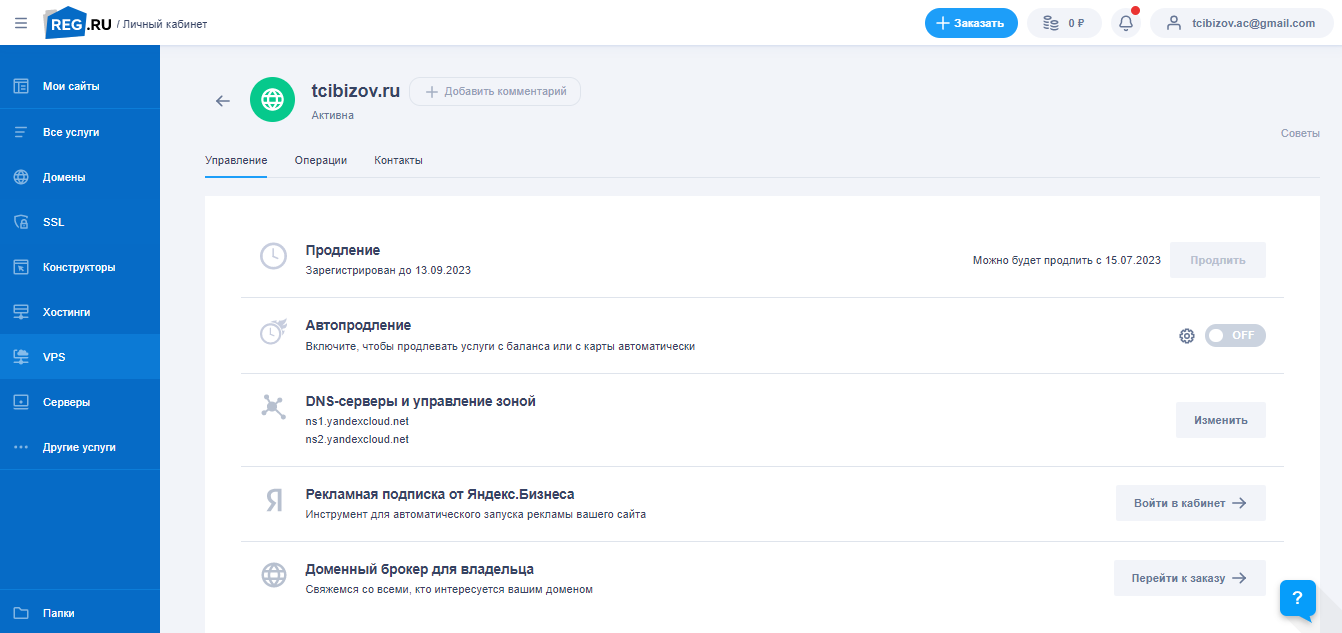 REG.RU / Личный кабинет
Заказать
0 ₽
tcibizov.ac@gmail.com
Мои сайты
Все услуги
Домены
SSL
Конструкторы
Хостинги
VPS
Серверы
Другие услуги
Папки
tcibizov.ru
Добавить комментарий
Активна
Советы
Управление Операции Контакты
Продление
Зарегистрирован до 13.09.2023
Можно будет продлить с 15.07.2023
Продлить
Автопродление
Включите, чтобы продлевать услуги с баланса или с карты автоматически
OFF
DNS-серверы и управление зоной
ns1.yandexcloud.net
ns2.yandexcloud.net
Изменить
Я
Рекламная подписка от Яндекс.Бизнеса
Инструмент для автоматического запуска рекламы вашего сайта
Войти в кабинет
Доменный брокер для владельца
Свяжемся со всеми, кто интересуется вашим доменом
Перейти к заказу
?